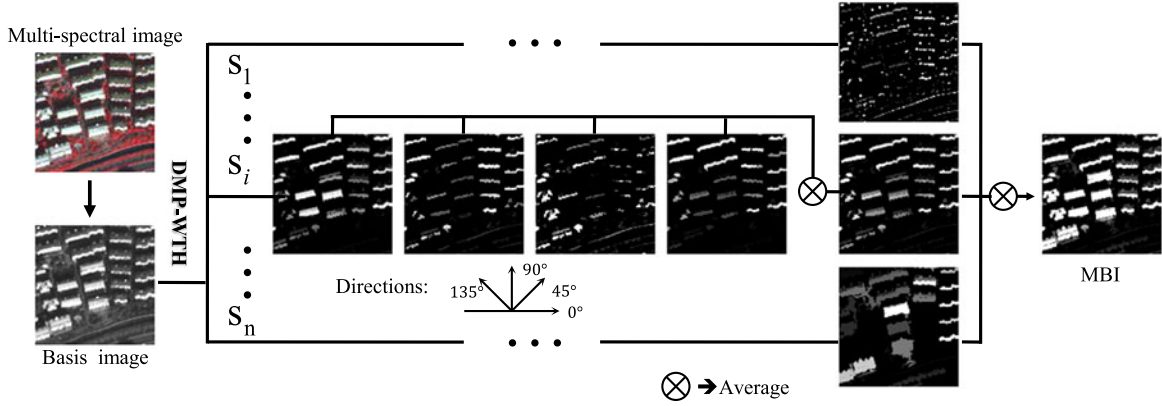 Multi-spectral image
Basis image
DMP-WTH
S1
Si
Sn
Directions:
90°
135°
45°
0°
MBI
Average